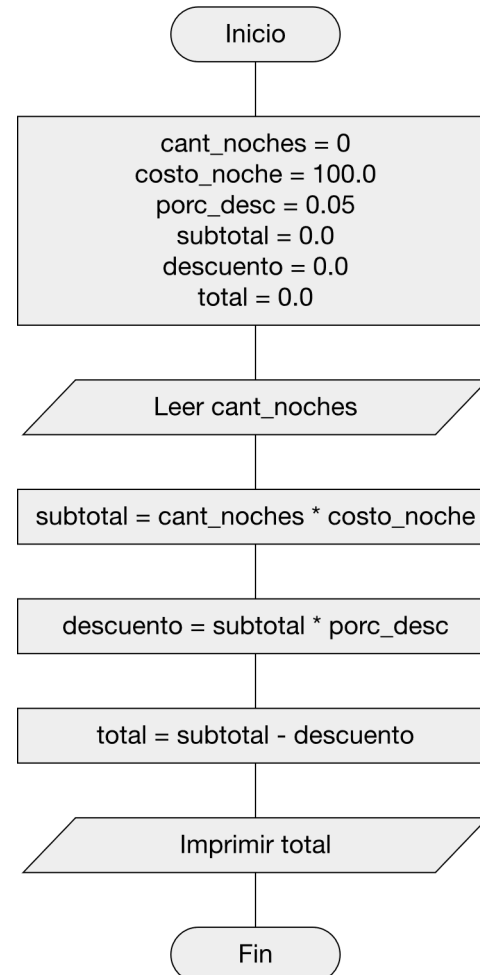 Inicio
cant_noches = 0
costo_noche = 100.0
porc_desc = 0.05
subtotal = 0.0
descuento = 0.0
total = 0.0
Leer cant_noches
subtotal = cant_noches * costo_noche
descuento = subtotal * porc_desc
total = subtotal - descuento
Imprimir total
Fin